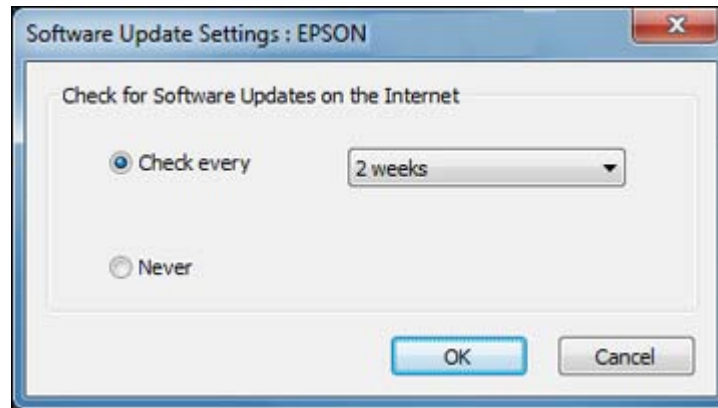 Software Update Settings : EPSON
Check for Software Updates on the Internet
Check every
2 weeks
Never
OK
Cancel